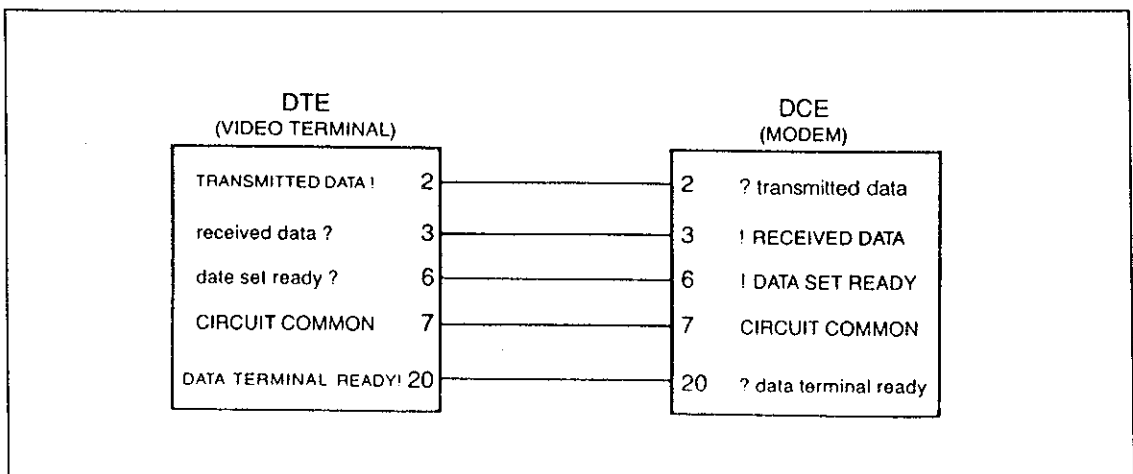 DTE
(VIDEO TERMINAL)
DCE
(MODEM)
TRANSMITTED DATA ! 2
2 ? transmitted data
received data ? 3
3 ! RECEIVED DATA
date set ready ? 6
6 ! DATA SET READY
CIRCUIT COMMON 7
7 CIRCUIT COMMON
DATA TERMINAL READY! 20
20 ? data terminal ready